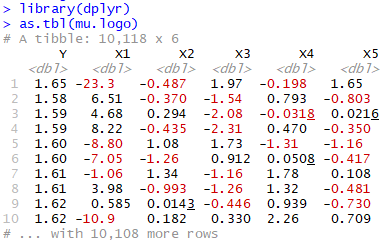 > library(dplyr)
> as.tbl(mu.logo)
# A tibble: 10,118 x 6
Y X1 X2 X3 X4 X5
<dbl> <dbl> <dbl> <dbl> <dbl> <dbl>
1 1.65 -23.3 -0.487 1.97 -0.198 1.65
2 1.58 6.51 -0.370 -1.54 0.793 -0.803
3 1.59 4.68 0.294 -2.08 -0.0318 0.0216
4 1.59 8.22 -0.435 -2.31 0.470 -0.350
5 1.60 -8.80 1.08 1.73 -1.31 -1.16
6 1.60 -7.05 -1.26 0.912 0.0508 -0.417
7 1.61 -1.06 1.34 -1.16 1.78 0.108
8 1.61 3.98 -0.993 -1.26 1.32 -0.481
9 1.62 0.585 0.0143 -0.446 0.939 -0.730
10 1.62 -10.9 0.182 0.330 2.26 0.709
# ... with 10,108 more rows